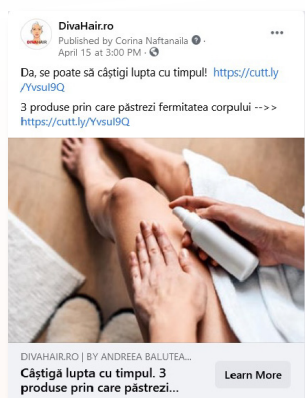 DivaHair.ro
Published by Corina Naftanaila
April 15 at 3:00 PM ·
Da, se poate să câștigi lupta cu timpul! https://cutt.ly
/YvsuI9Q
3 produse prin care păstrezi fermitatea corpului -->>
https://cutt.ly/YvsuI9Q
DIVAHAIR.RO | BY ANDREEA BALUTEA...
Câștigă lupta cu timpul. 3
produse prin care păstrezi...
Learn More